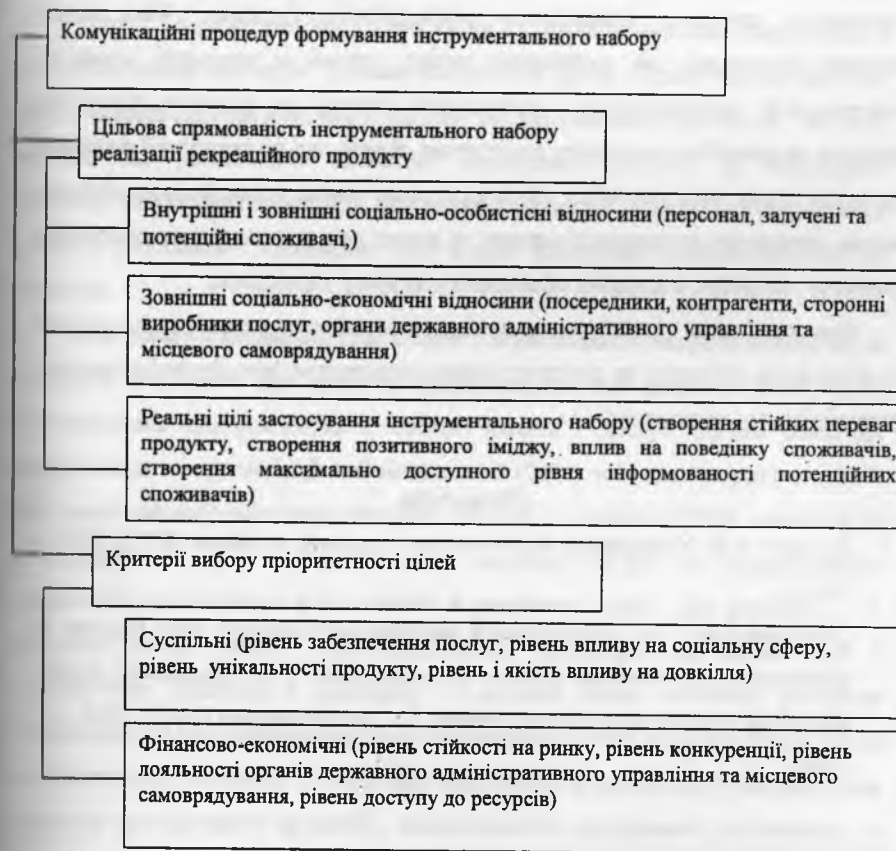 Комунікаційні процедур формування інструментального набору
Цільова спрямованість інструментального набору
реалізації рекреаційного продукту
Внутрішні і зовнішні соціально-особистісні відносини (персонал, залучені та
потенційні споживачі,)
Зовнішні соціально-економічні відносини (посередники, контрагенти, сторонні
виробники послуг, органи державного адміністративного управління та
місцевого самоврядування)
Реальні цілі застосування інструментального набору (створення стійких переваг
продукту, створення позитивного іміджу, вплив на поведінку споживачів,
створення максимально доступного рівня інформованості потенційних
споживачів)
Критерії вибору пріоритетності цілей
Суспільні (рівень забезпечення послуг, рівень впливу на соціальну сферу,
рівень унікальності продукту, рівень і якість впливу на довкілля)
Фінансово-економічні (рівень стійкості на ринку, рівень конкуренції, рівень
лояльності органів державного адміністративного управління та місцевого
самоврядування, рівень доступу до ресурсів)